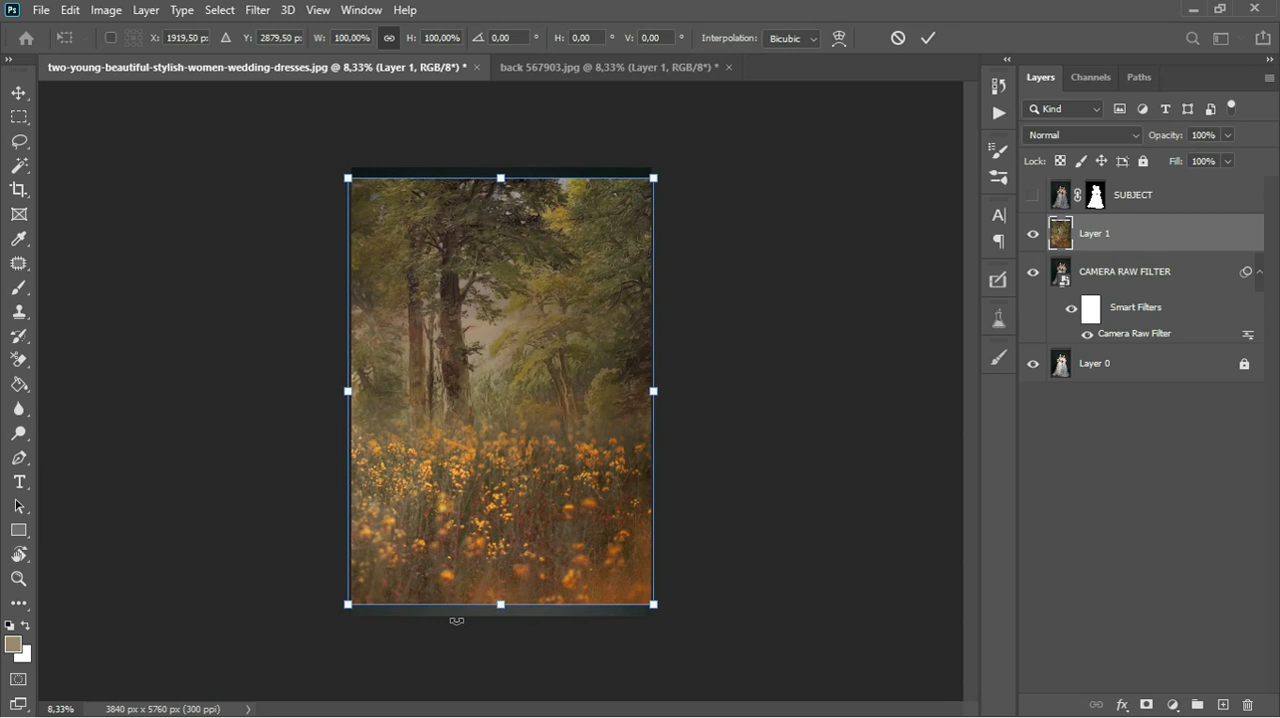 Ps File Edit Image Layer Type Select Filter 3D View Window Help
X: 1919,50 p: Y: 2879,50 p: W: 100,00% H: 100,00% 0,00 ° H: 0,00 ° V: 0,00 ° Interpolation: Bicubic
two-young-beautiful-stylish-women-wedding-dresses.jpg @ 8,33% (Layer 1, RGB/8*) * × back 567903.jpg @ 8,33% (Layer 1, RGB/8*) * ×
Layers Channels Paths
Kind
Normal Opacity: 100%
Lock: Fill: 100%
SUBJECT
Layer 1
CAMERA RAW FILTER
Smart Filters
Camera Raw Filter
Layer 0
8,33% 3840 px x 5760 px (300 ppi)